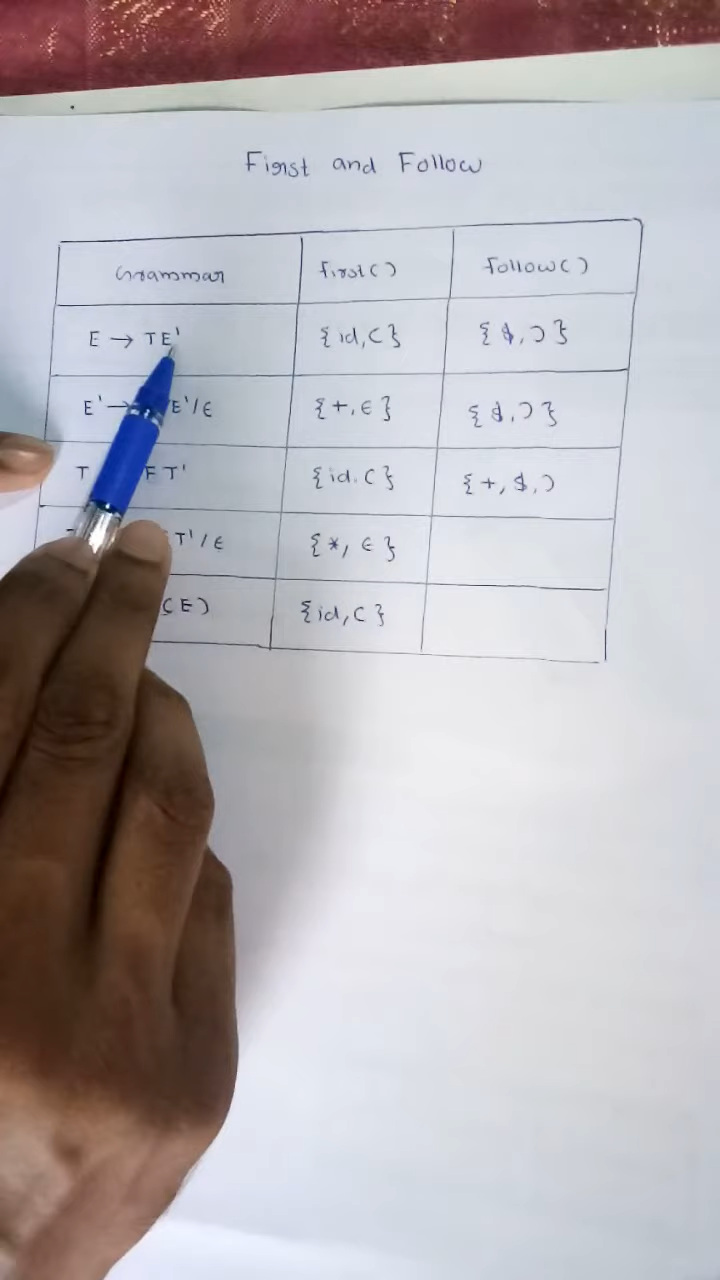 First and Follow
Grammar First() Follow()
E → TE' {id, (} {$, )}
E' → E'/ε {+, ε} {$, )}
T FT' {id. (} {+, $, )
T'/ε {*, ε}
(E) {id, (}